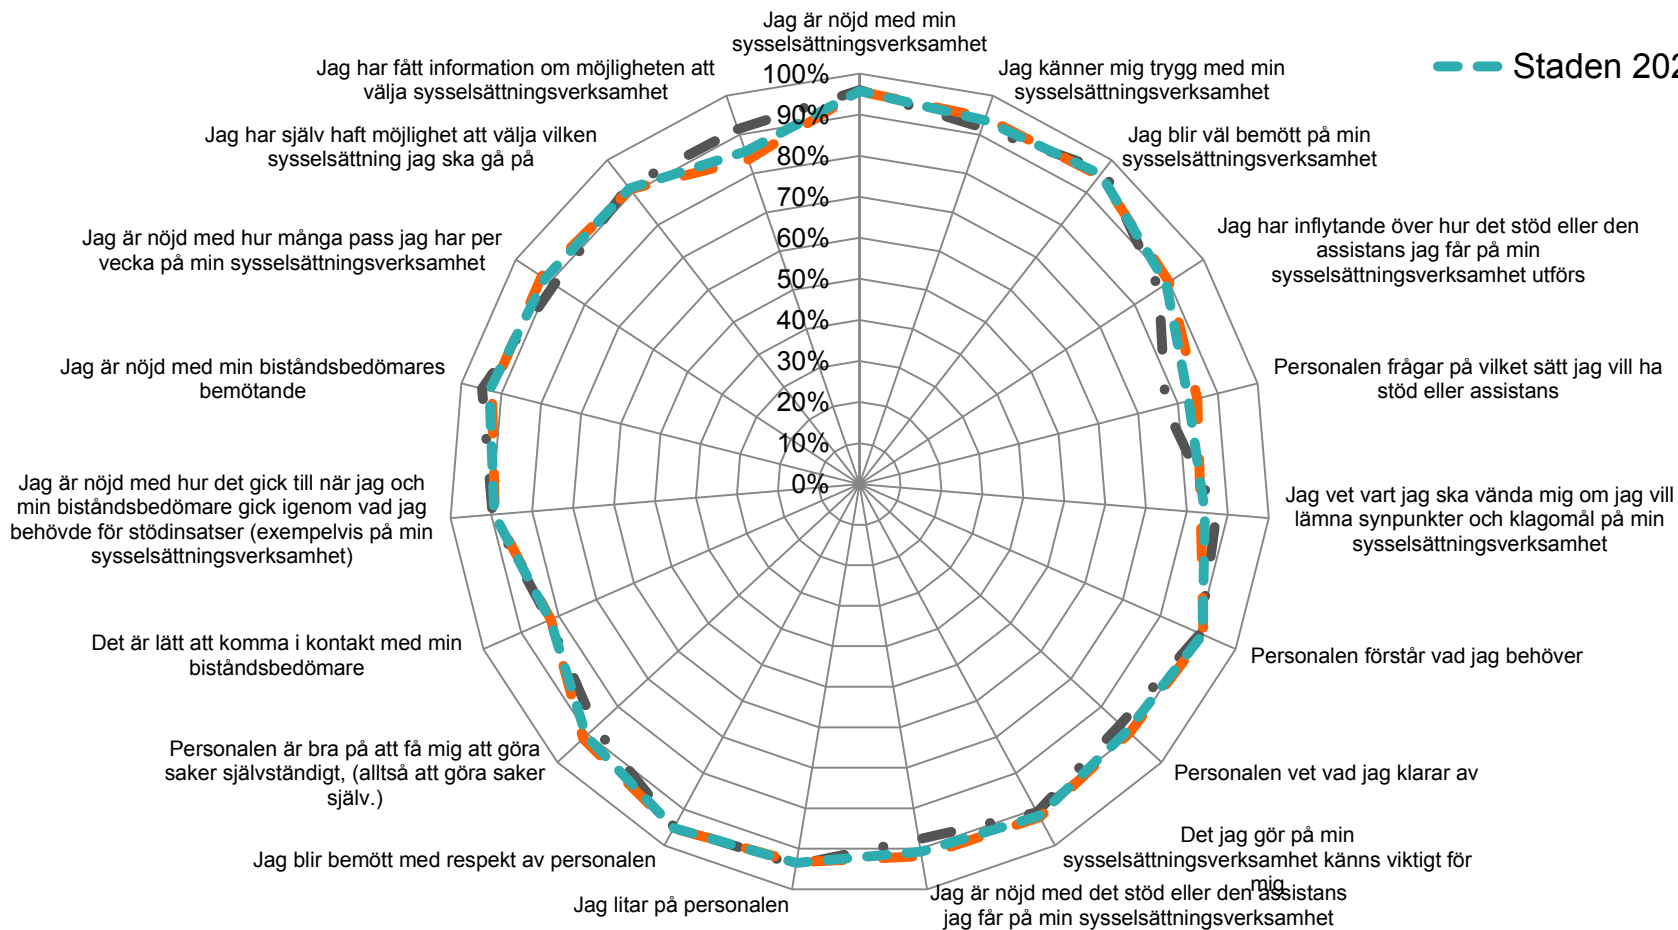 Jag är nöjd med min
sysselsättningsverksamhet
Jag känner mig trygg med min
sysselsättningsverksamhet
Jag blir väl bemött på min
sysselsättningsverksamhet
Jag har inflytande över hur det stöd eller den
assistans jag får på min
sysselsättningsverksamhet utförs
Personalen frågar på vilket sätt jag vill ha
stöd eller assistans
Jag vet vart jag ska vända mig om jag vill
lämna synpunkter och klagomål på min
sysselsättningsverksamhet
Personalen förstår vad jag behöver
Personalen vet vad jag klarar av
Det jag gör på min
sysselsättningsverksamhet känns viktigt för
mig
Jag är nöjd med det stöd eller den assistans
jag får på min sysselsättningsverksamhet
Jag litar på personalen
Jag blir bemött med respekt av personalen
Personalen är bra på att få mig att göra
saker självständigt, (alltså att göra saker
själv.)
Det är lätt att komma i kontakt med min
biståndsbedömare
Jag är nöjd med hur det gick till när jag och
min biståndsbedömare gick igenom vad jag
behövde för stödinsatser (exempelvis på min
sysselsättningsverksamhet)
Jag är nöjd med min biståndsbedömares
bemötande
Jag är nöjd med hur många pass jag har per
vecka på min sysselsättningsverksamhet
Jag har själv haft möjlighet att välja vilken
sysselsättning jag ska gå på
Jag har fått information om möjligheten att
välja sysselsättningsverksamhet
100%
90%
80%
70%
60%
50%
40%
30%
20%
10%
0%
Staden 202